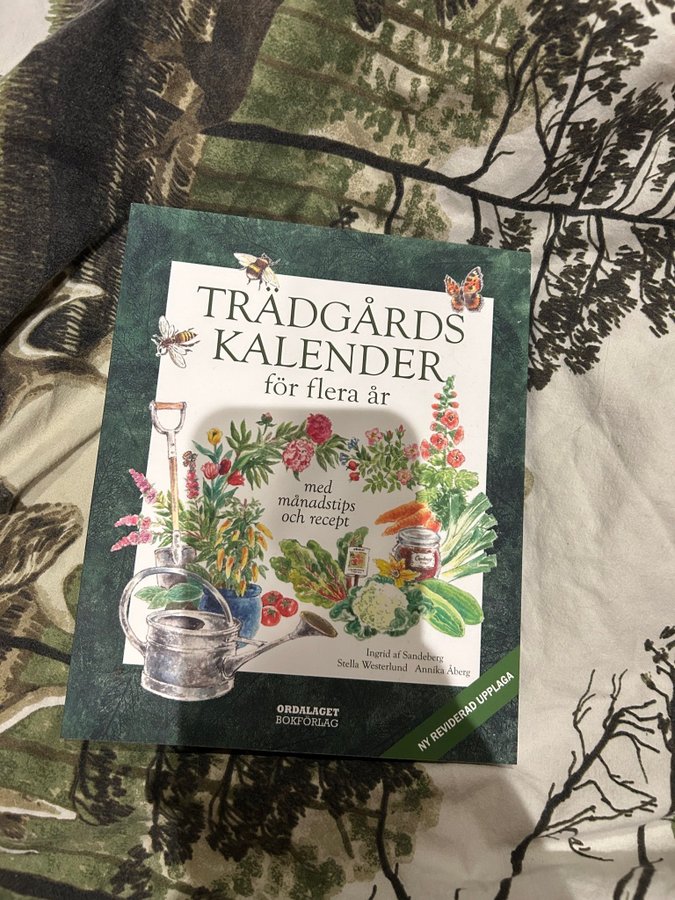 TRÄDGÅRDS
KALENDER
för flera år
med
månadstips
och recept
Ingrid af Sandeberg
Stella Westerlund Annika Åberg
ORDALAGET
BOKFÖRLAG
NY REVIDERAD UPPLAGA